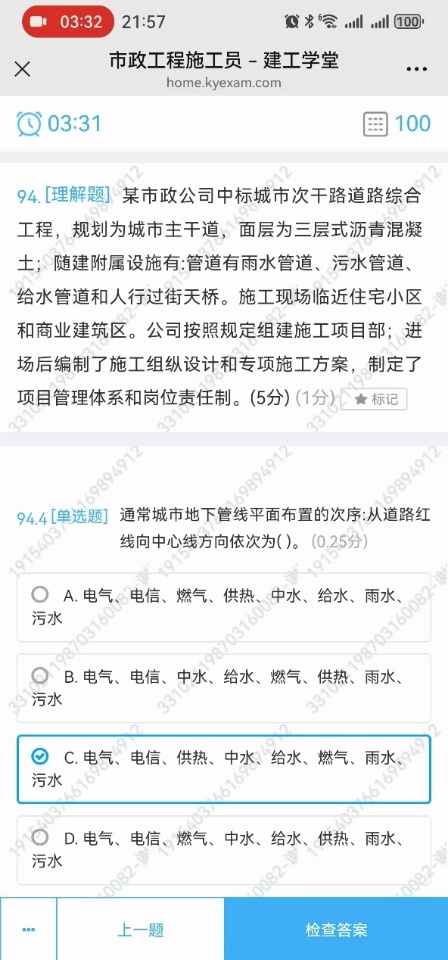 03:32 21:57 100
市政工程施工员 – 建工学堂
home.kyexam.com
03:31 100
94. [理解题] 某市政公司中标城市次干路道路综合
工程，规划为城市主干道，面层为三层式沥青混凝
土；随建附属设施有:管道有雨水管道、污水管道、
给水管道和人行过街天桥。施工现场临近住宅小区
和商业建筑区。公司按照规定组建施工项目部；进
场后编制了施工组纵设计和专项施工方案，制定了
项目管理体系和岗位责任制。(5分) (1分) 标记
94.4 [单选题] 通常城市地下管线平面布置的次序:从道路红
线向中心线方向依次为( )。 (0.25分)
A. 电气、电信、燃气、供热、中水、给水、雨水、
污水
B. 电气、电信、中水、给水、燃气、供热、雨水、
污水
C. 电气、电信、供热、中水、给水、燃气、雨水、
污水
D. 电气、电信、燃气、中水、给水、供热、雨水、
污水
上一题 检查答案